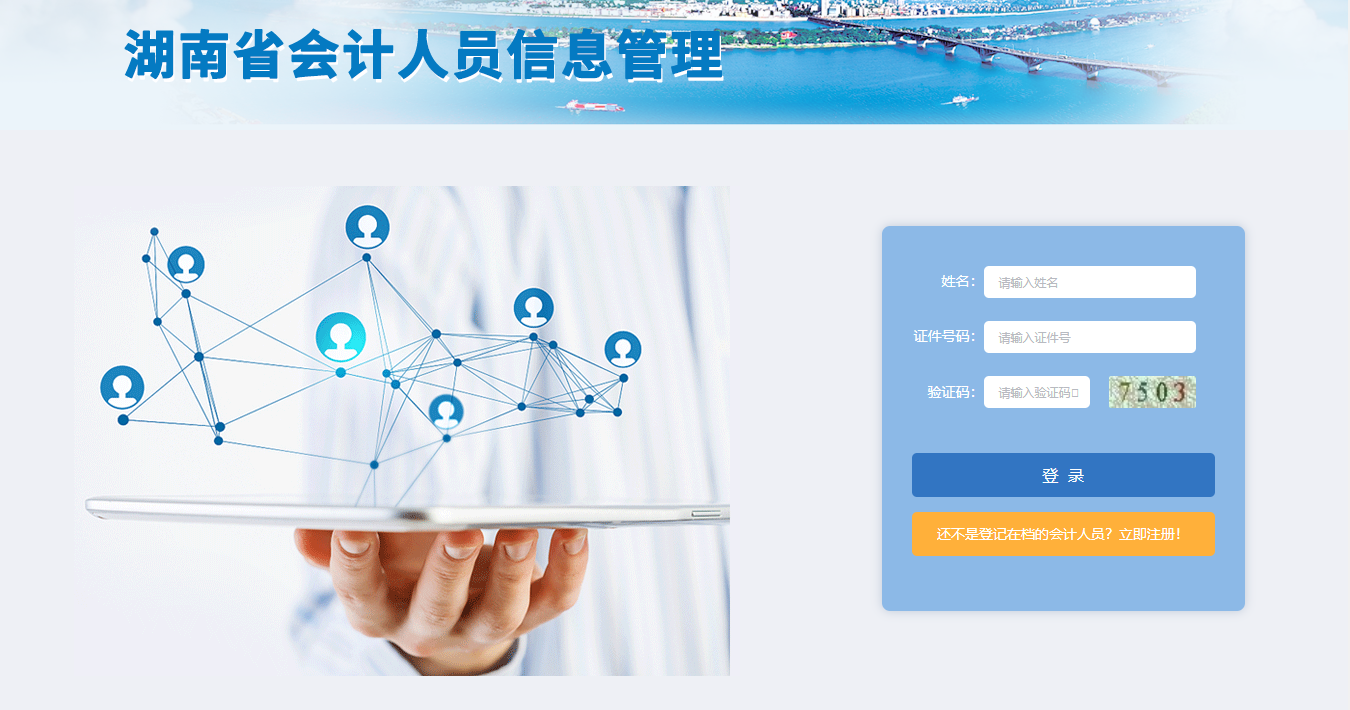 湖南省会计人员信息管理
姓名： 请输入姓名
证件号码： 请输入证件号
验证码： 请输入验证码 7503
登 录
还不是登记在档的会计人员？立即注册！